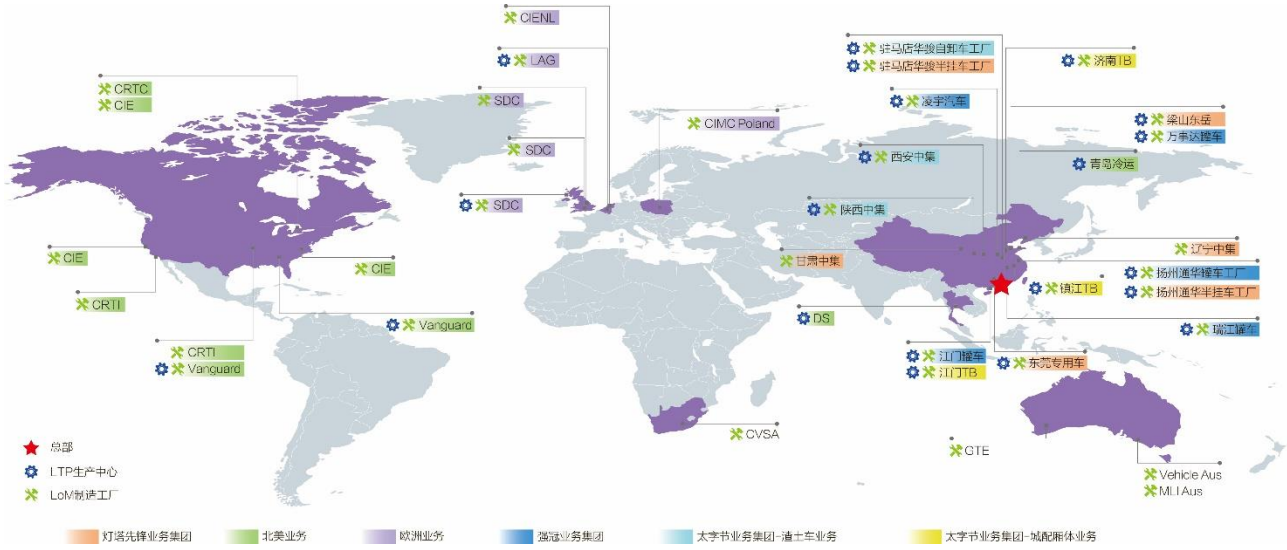 CIENL
LAG
CRTC
CIE
SDC
SDC
SDC
CIMC Poland
驻马店华骏自卸车工厂
驻马店华骏半挂车工厂
济南TB
凌宇汽车
梁山东岳
万事达罐车
西安中集
青岛冷运
陕西中集
甘肃中集
辽宁中集
扬州通华罐车工厂
扬州通华半挂车工厂
镇江TB
CIE
CIE
CRTI
Vanguard
DS
瑞江罐车
CRTI
Vanguard
江门罐车
江门TB
东莞专用车
CVSA
GTE
Vehicle Aus
MLI Aus
总部
LTP生产中心
LoM制造工厂
灯塔先锋业务集团
北美业务
欧洲业务
强冠业务集团
太字节业务集团-渣土车业务
太字节业务集团-城配厢体业务